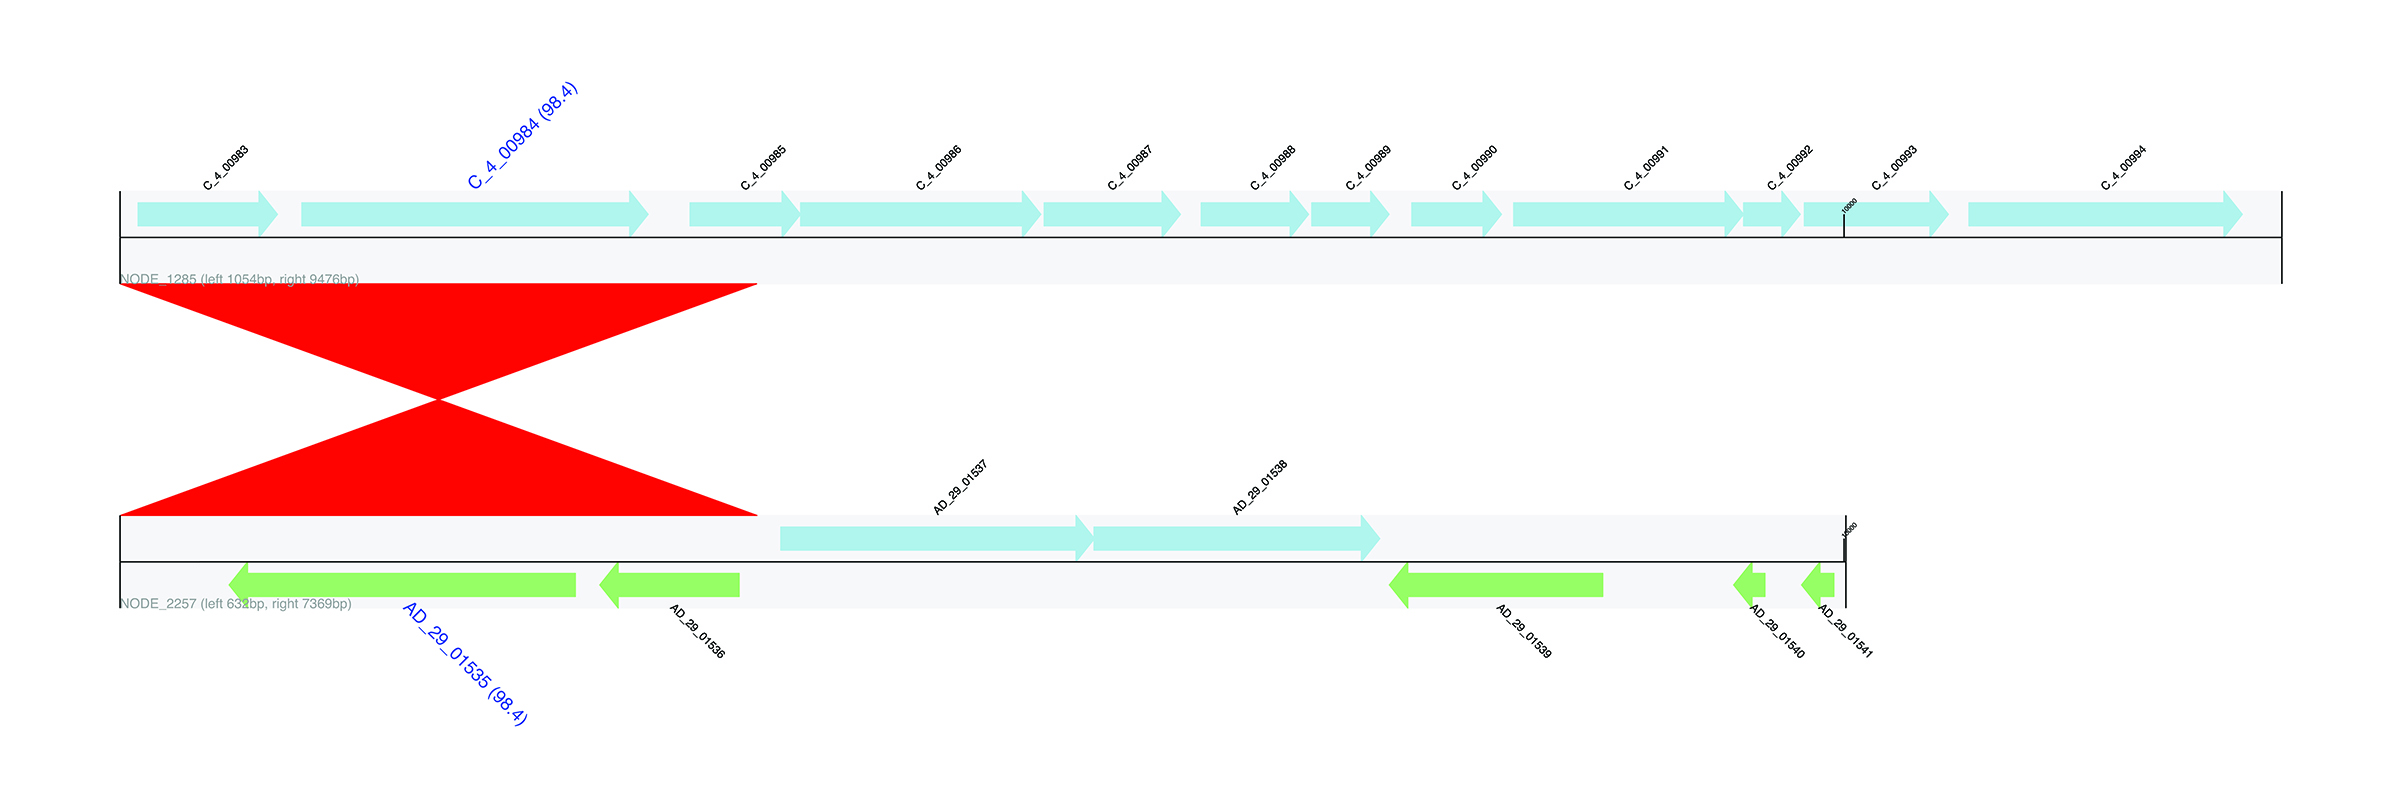 C_4_00983
C_4_00984 (98.4)
C_4_00985
C_4_00986
C_4_00987
C_4_00988
C_4_00989
C_4_00990
C_4_00991
C_4_00992
C_4_00993
C_4_00994
10000
NODE_1285 (left 1054bp, right 9476bp)
AD_29_01537
AD_29_01538
10000
NODE_2257 (left 632bp, right 7369bp)
AD_29_01535 (98.4)
AD_29_01536
AD_29_01539
AD_29_01540
AD_29_01541